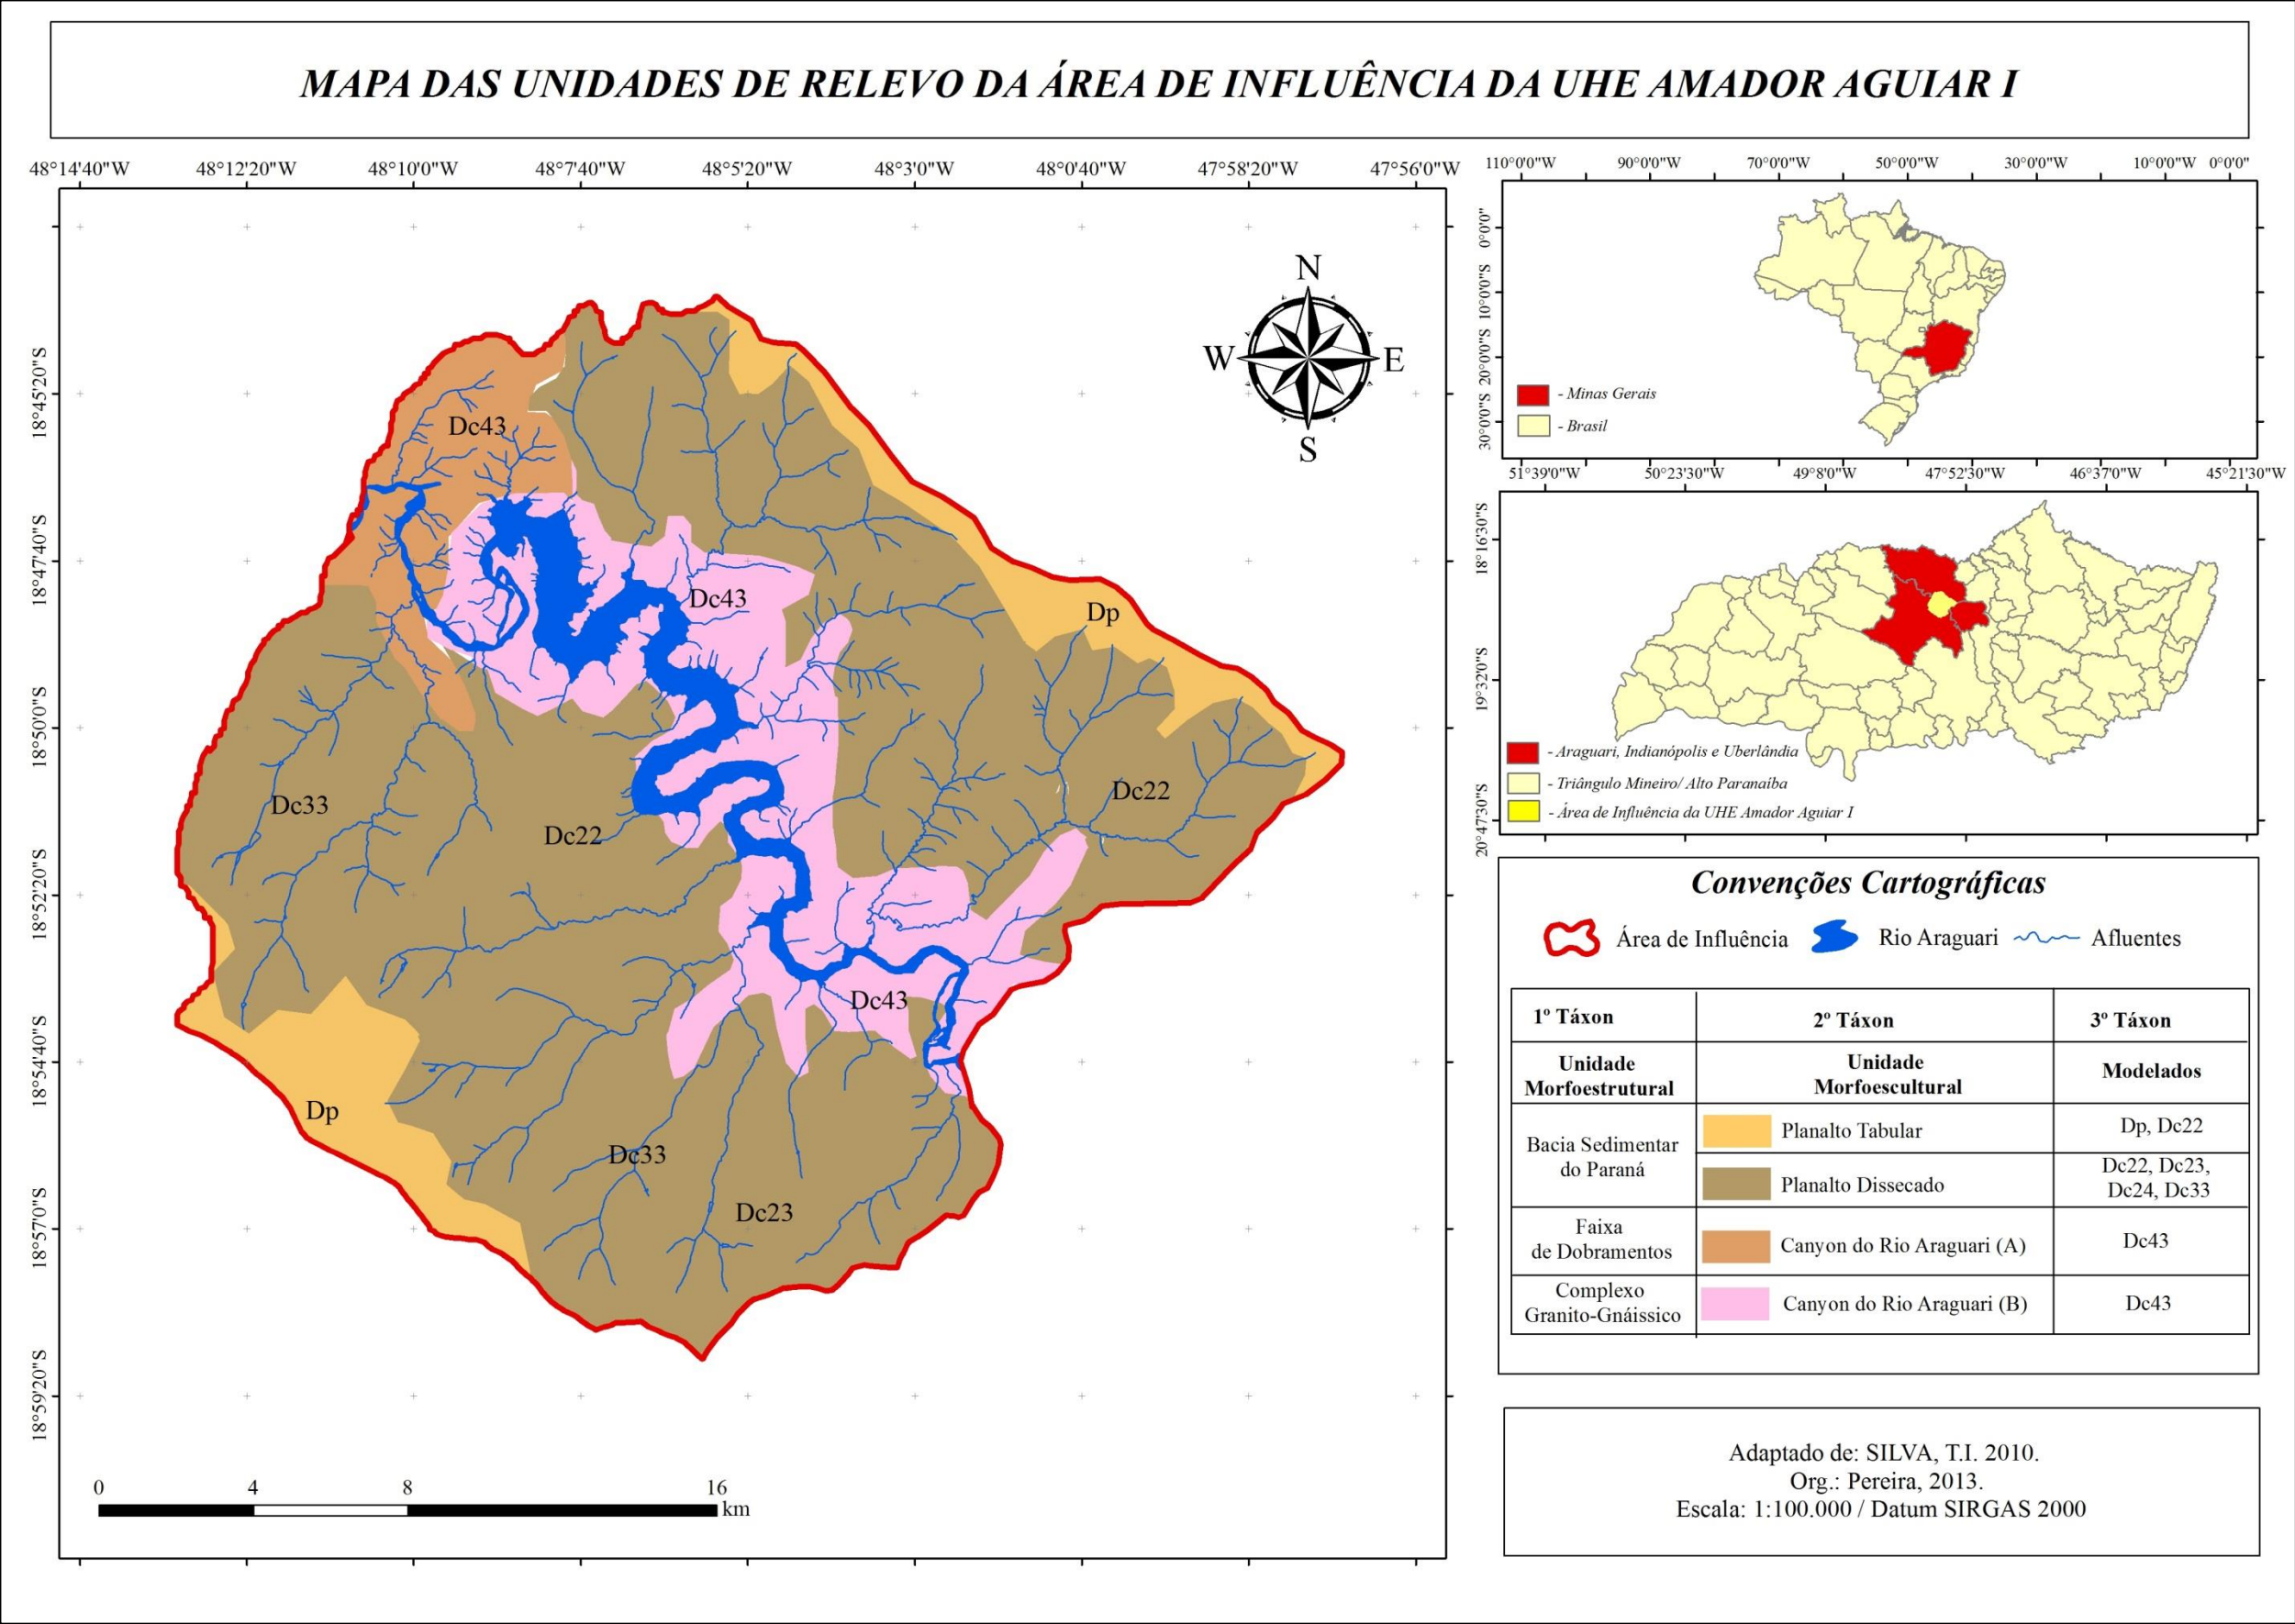 MAPA DAS UNIDADES DE RELEVO DA ÁREA DE INFLUÊNCIA DA UHE AMADOR AGUIAR I
48°14'40"W 48°12'20"W 48°10'0"W 48°7'40"W 48°5'20"W 48°3'0"W 48°0'40"W 47°58'20"W 47°56'0"W
18°45'20"S
18°47'40"S
18°50'0"S
18°52'20"S
18°54'40"S
18°57'0"S
18°59'20"S
N
W E
S
Dc43
Dc43
Dp
Dc22
Dc33
Dc22
Dc43
Dp
Dc33
Dc23
0 4 8 16
km
110°0'0"W 90°0'0"W 70°0'0"W 50°0'0"W 30°0'0"W 10°0'0"W 0°0'0"
0°0'0"
10°0'0"S
20°0'0"S
30°0'0"S
- Minas Gerais
- Brasil
51°39'0"W 50°23'30"W 49°8'0"W 47°52'30"W 46°37'0"W 45°21'30"W
18°16'30"S
19°32'0"S
20°47'30"S
- Araguari, Indianópolis e Uberlândia
- Triângulo Mineiro/ Alto Paranaíba
- Área de Influência da UHE Amador Aguiar I
Convenções Cartográficas
Área de Influência Rio Araguari Afluentes
1º Táxon 2º Táxon 3º Táxon
Unidade
Morfoestrutural
Unidade
Morfoescultural
Modelados
Bacia Sedimentar
do Paraná
Planalto Tabular
Dp, Dc22
Planalto Dissecado
Dc22, Dc23,
Dc24, Dc33
Faixa
de Dobramentos
Canyon do Rio Araguari (A)
Dc43
Complexo
Granito-Gnáissico
Canyon do Rio Araguari (B)
Dc43
Adaptado de: SILVA, T.I. 2010.
Org.: Pereira, 2013.
Escala: 1:100.000 / Datum SIRGAS 2000